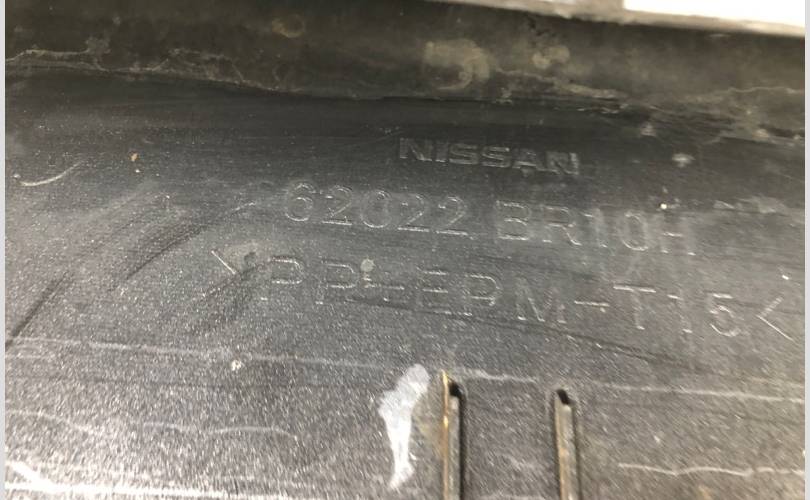 NISSAN
62022 BR10H
>PP-EPM-T15<